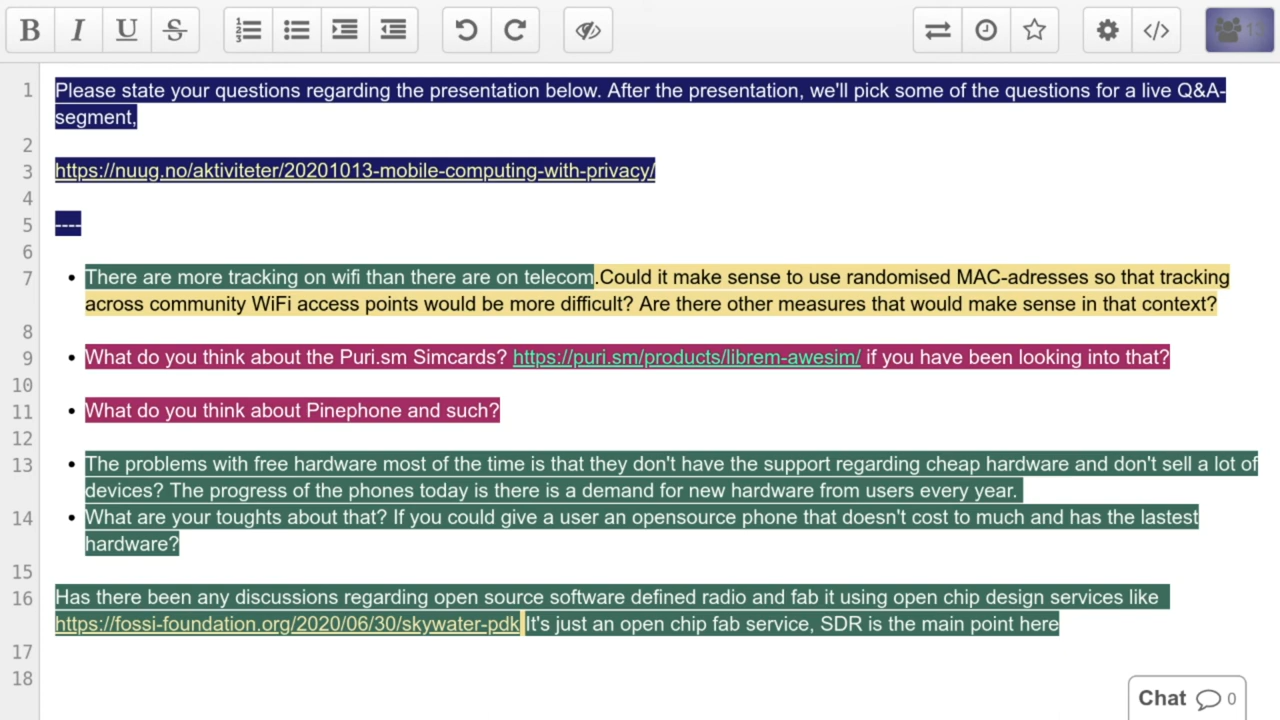 B I U S 13
1 Please state your questions regarding the presentation below. After the presentation, we'll pick some of the questions for a live Q&A-
segment,
2
3 https://nuug.no/aktiviteter/20201013-mobile-computing-with-privacy/
4
5 ----
6
7 • There are more tracking on wifi than there are on telecom.Could it make sense to use randomised MAC-adresses so that tracking
across community WiFi access points would be more difficult? Are there other measures that would make sense in that context?
8
9 • What do you think about the Puri.sm Simcards? https://puri.sm/products/librem-awesim/ if you have been looking into that?
10
11 • What do you think about Pinephone and such?
12
13 • The problems with free hardware most of the time is that they don't have the support regarding cheap hardware and don't sell a lot of
devices? The progress of the phones today is there is a demand for new hardware from users every year.
14 • What are your toughts about that? If you could give a user an opensource phone that doesn't cost to much and has the lastest
hardware?
15
16 Has there been any discussions regarding open source software defined radio and fab it using open chip design services like
https://fossi-foundation.org/2020/06/30/skywater-pdk It's just an open chip fab service, SDR is the main point here
17
18
Chat 0